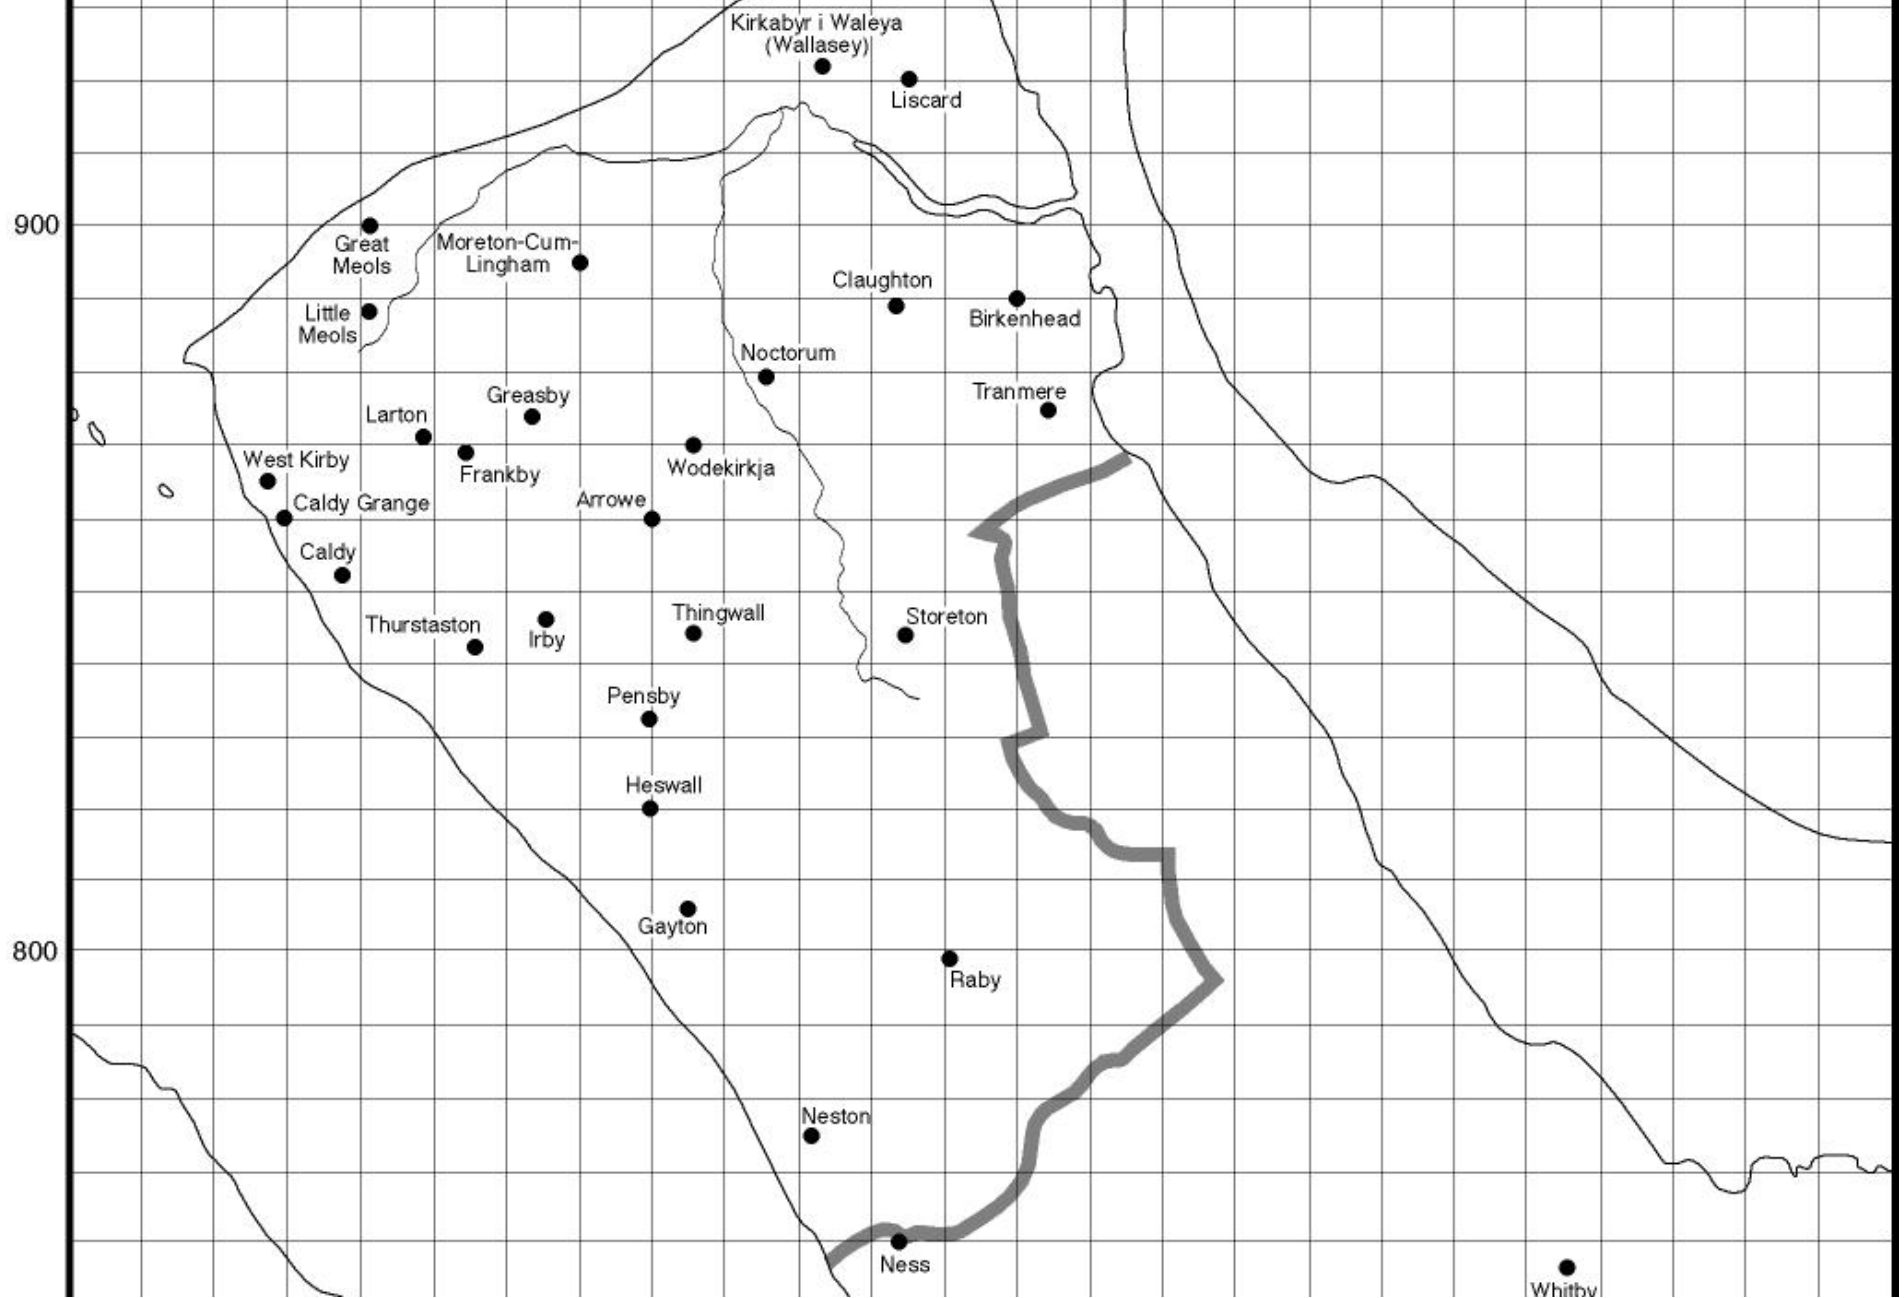 Kirkabyr i Waleya
(Wallasey)
Liscard
900
Great
Meols
Moreton-Cum-
Lingham
Claughton
Little
Meols
Birkenhead
Noctorum
Greasby
Tranmere
Larton
West Kirby
Frankby
Wodekirkja
Caldy Grange
Arrowe
Caldy
Thurstaston
Irby
Thingwall
Storeton
Pensby
Heswall
Gayton
800
Raby
Neston
Ness
Whitby